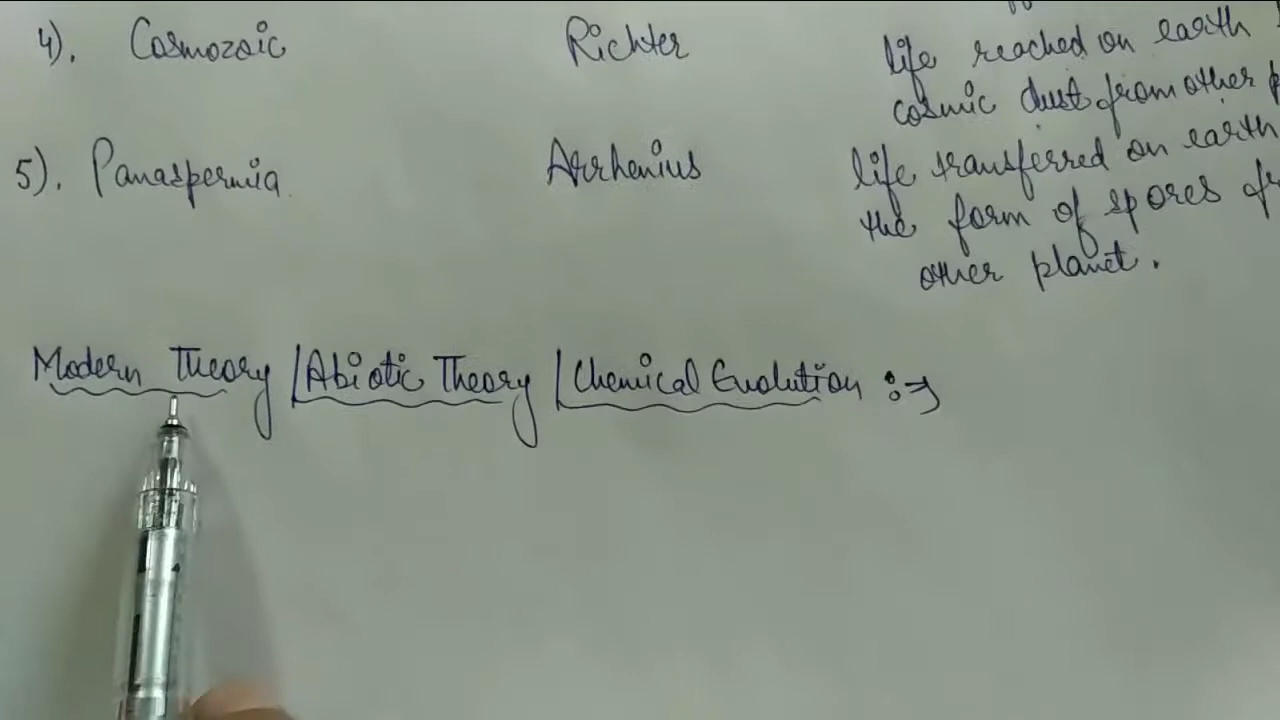 4). Cosmozoic Richter life reached on earth
cosmic dust from other
5). Panaspermia Arrhenius life transferred on earth
the form of spores
other planet.
Modern Theory / Abiotic Theory / Chemical Evolution :→